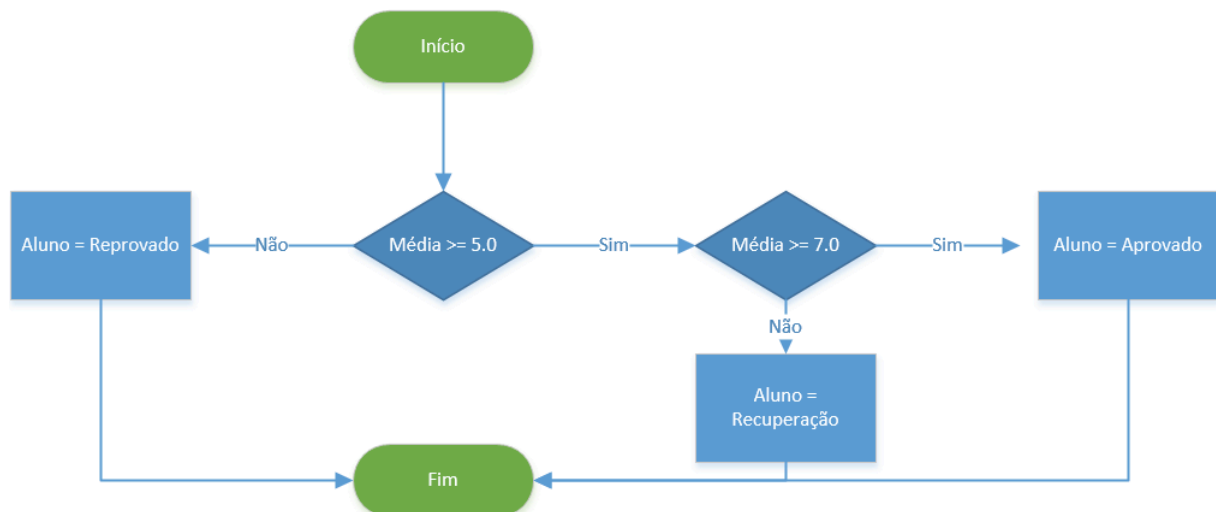 Início
Aluno = Reprovado
Não
Média >= 5.0
Sim
Média >= 7.0
Sim
Aluno = Aprovado
Não
Aluno =
Recuperação
Fim